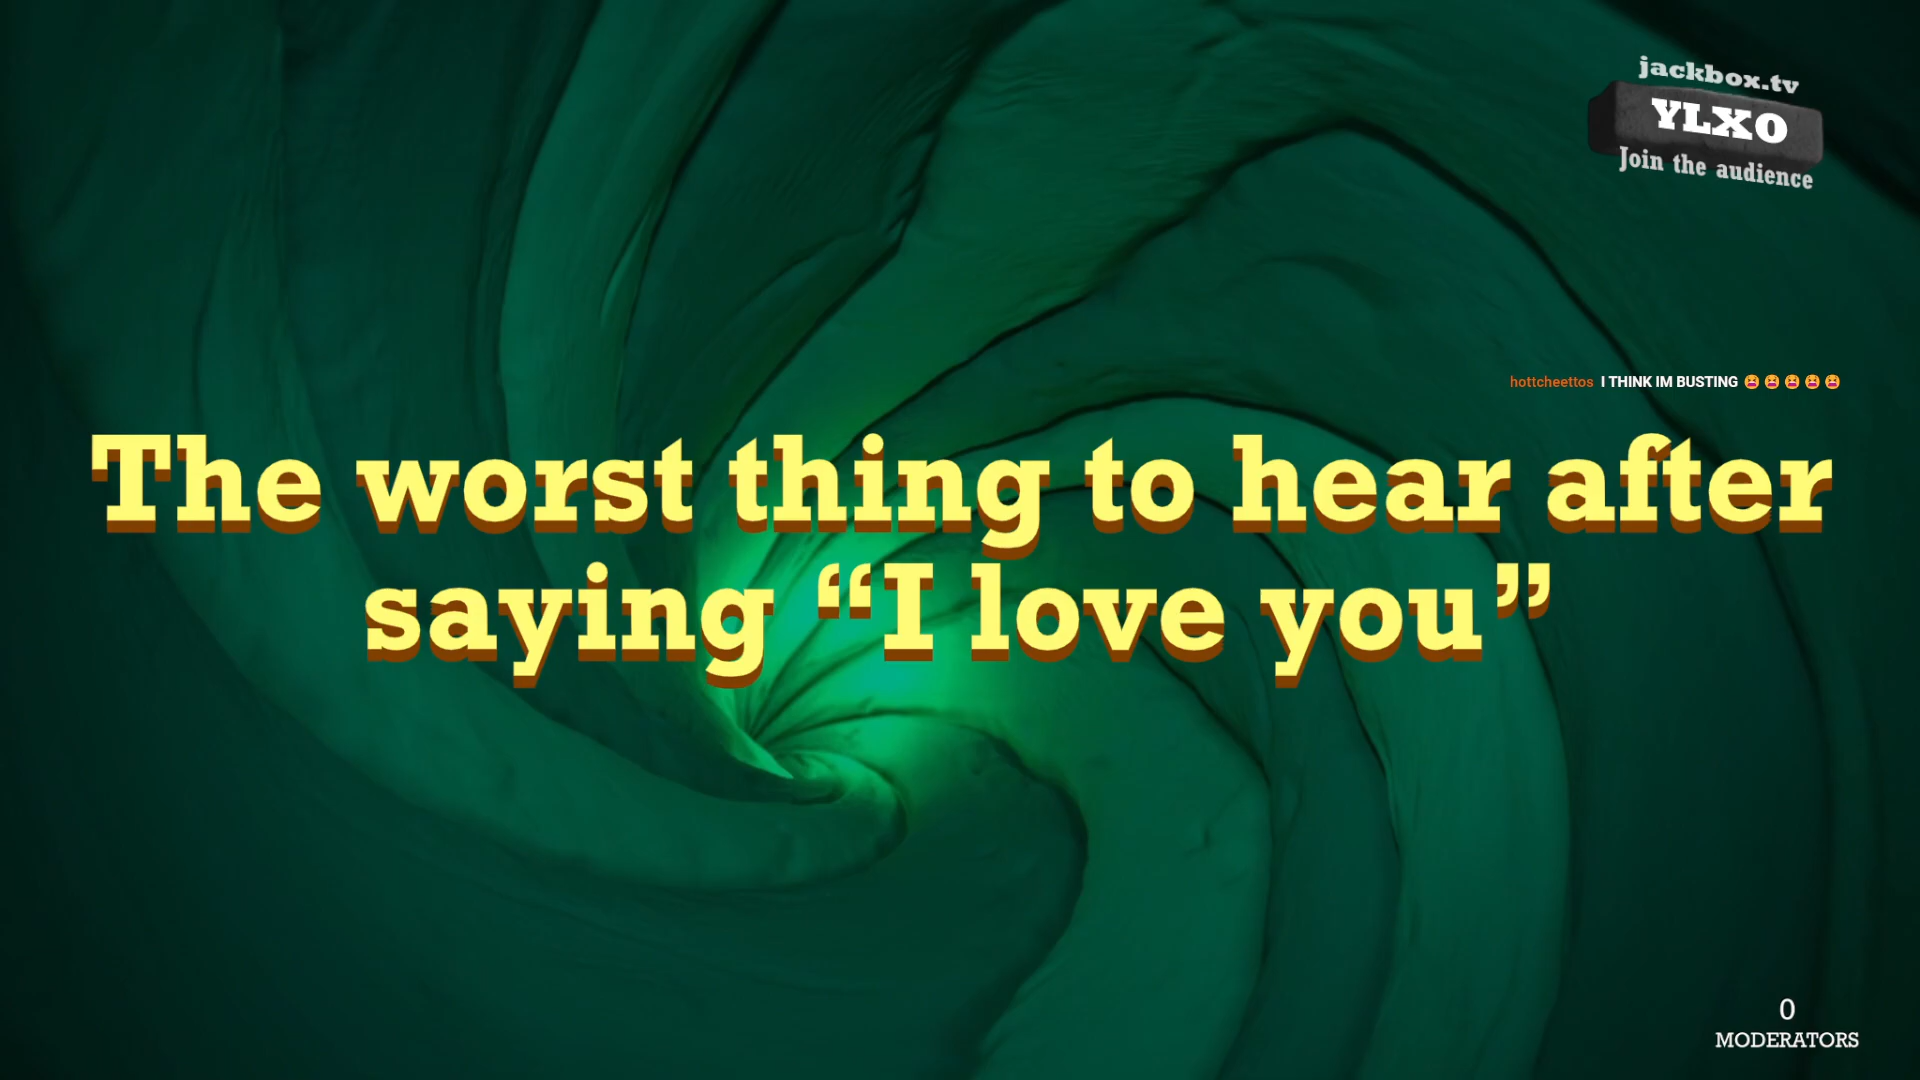 jackbox.tv
YLXO
Join the audience
hottcheettos I THINK IM BUSTING 😫😫😫😫😫
The worst thing to hear after
saying “I love you”
0
MODERATORS